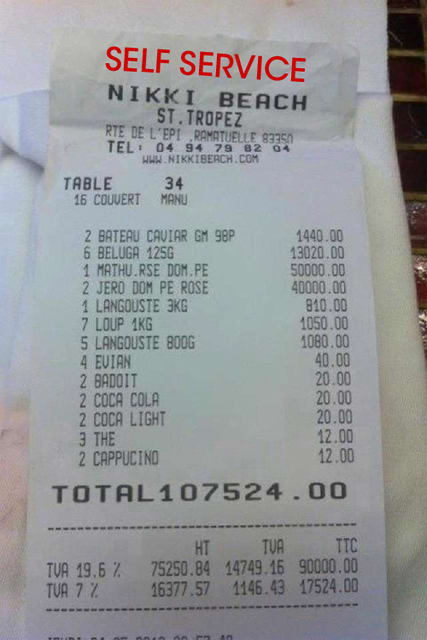 SELF SERVICE
NIKKI BEACH
ST.TROPEZ
RTE DE L'EPI ,RAMATUELLE 83350
TEL: 04 94 79 82 04
WWW.NIKKIBEACH.COM
TABLE 34
16 COUVERT MANU
2 BATEAU CAVIAR GM 98P 1440.00
6 BELUGA 125G 13020.00
1 MATHU.RSE DOM.PE 50000.00
2 JERO DOM PE ROSE 40000.00
1 LANGOUSTE 3KG 810.00
7 LOUP 1KG 1050.00
5 LANGOUSTE 800G 1080.00
4 EVIAN 40.00
2 BADOIT 20.00
2 COCA COLA 20.00
2 COCA LIGHT 20.00
3 THE 12.00
2 CAPPUCINO 12.00
TOTAL107524.00
HT TVA TTC
TVA 19.6 % 75250.84 14749.16 90000.00
TVA 7 % 16377.57 1146.43 17524.00